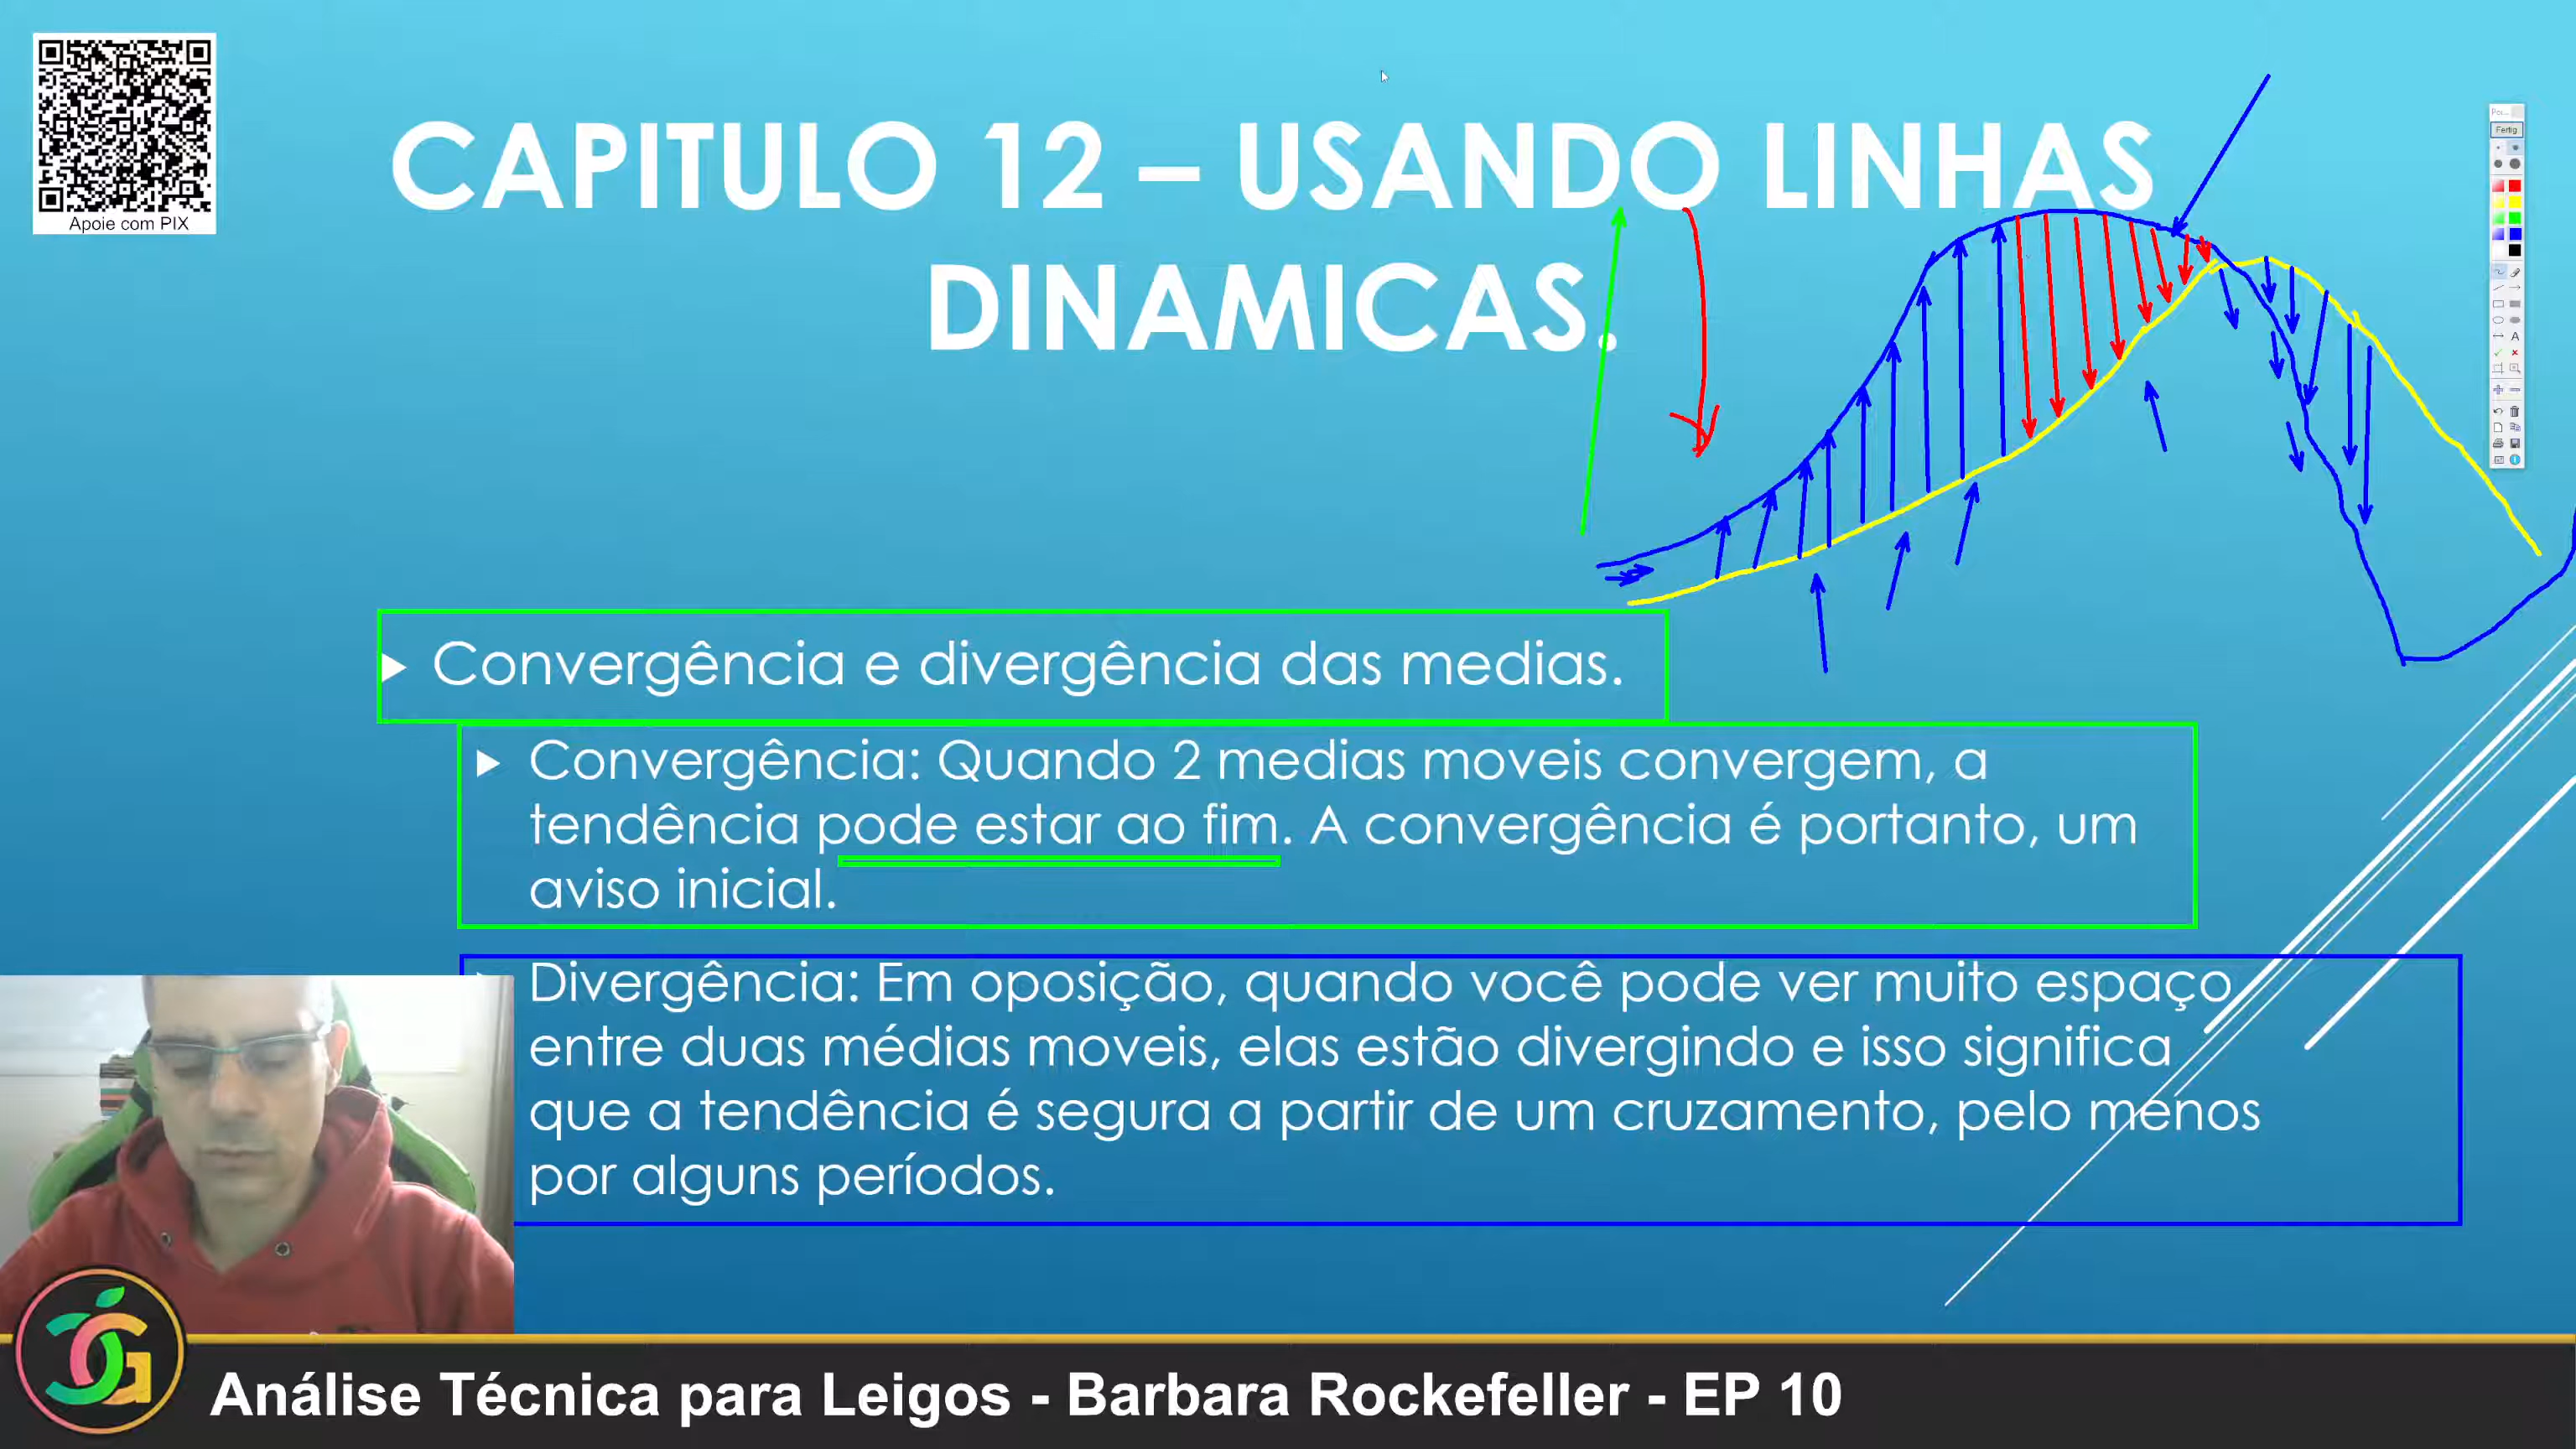 Apoie com PIX
CAPITULO 12 – USANDO LINHAS
DINAMICAS.
Fertig
Convergência e divergência das medias.
Convergência: Quando 2 medias moveis convergem, a
tendência pode estar ao fim. A convergência é portanto, um
aviso inicial.
Divergência: Em oposição, quando você pode ver muito espaço
entre duas médias moveis, elas estão divergindo e isso significa
que a tendência é segura a partir de um cruzamento, pelo menos
por alguns períodos.
Análise Técnica para Leigos - Barbara Rockefeller - EP 10